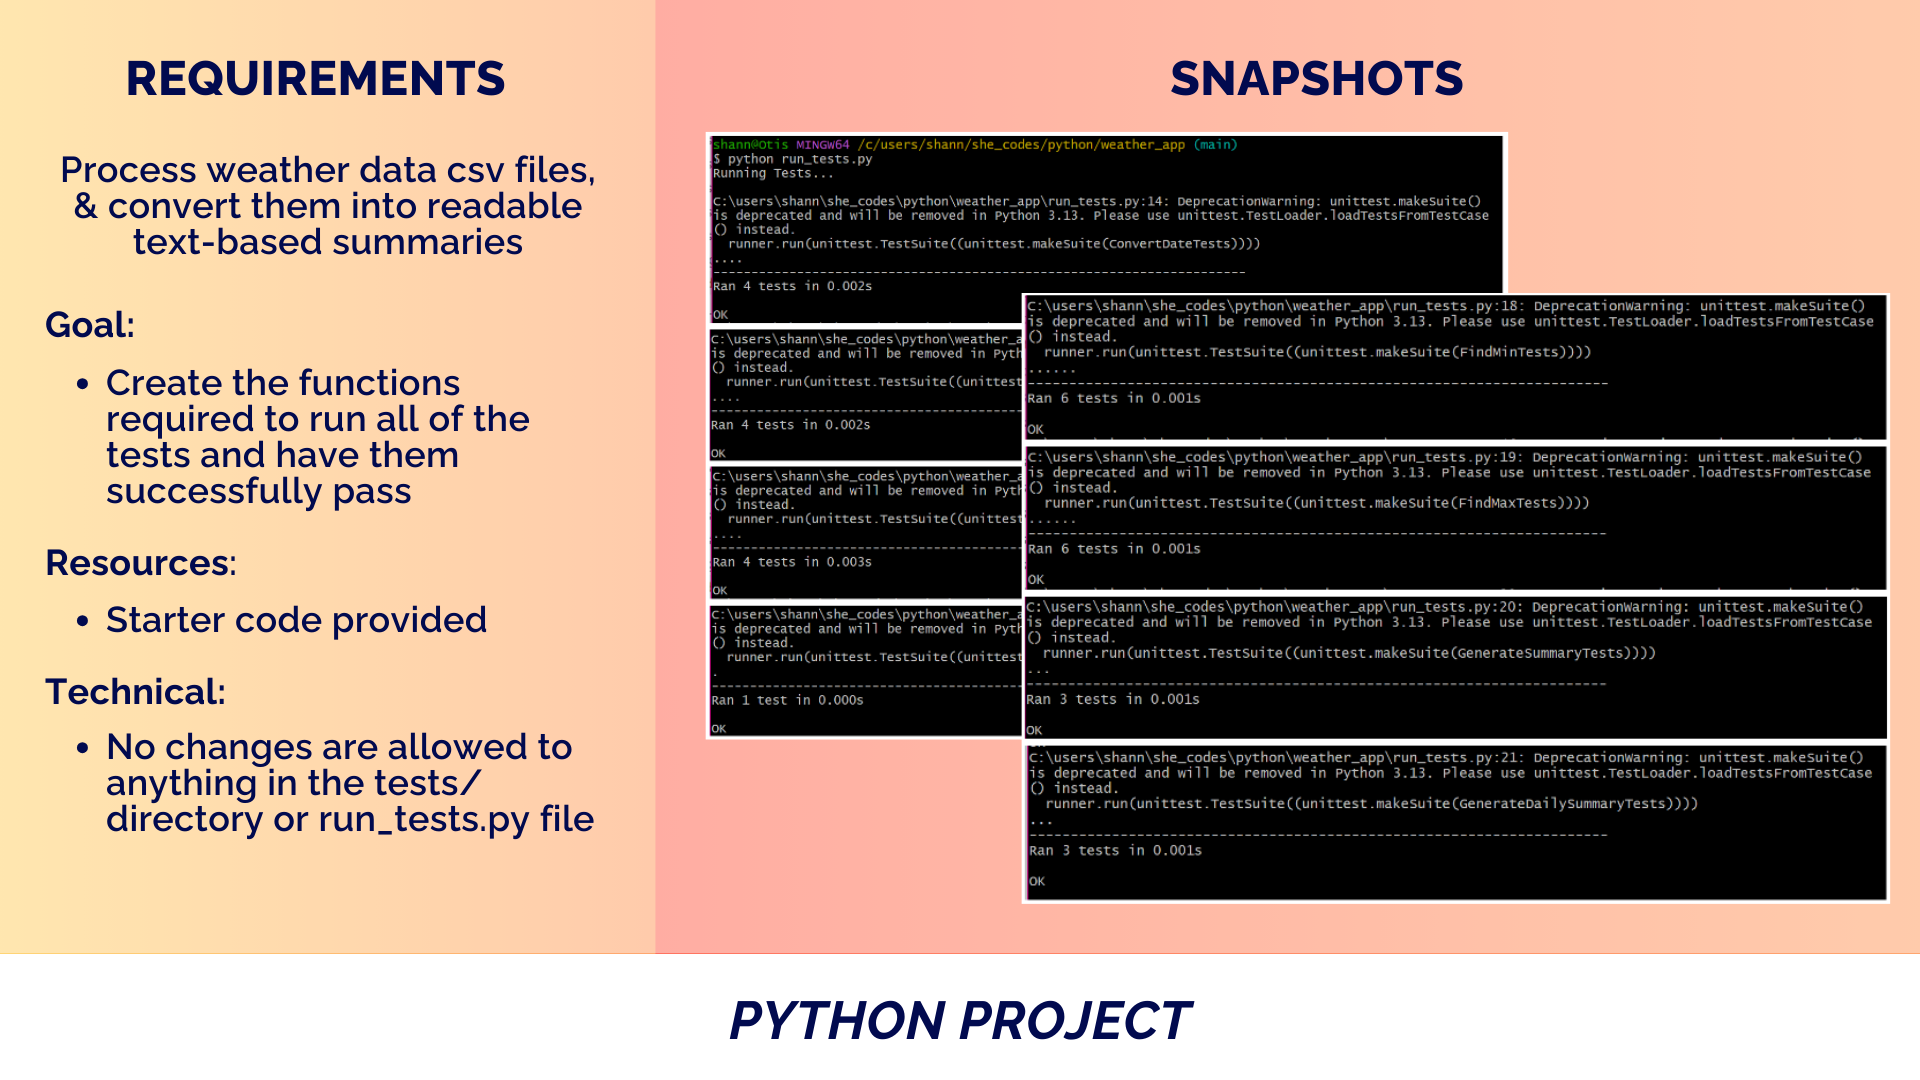 REQUIREMENTS
Process weather data csv files,
& convert them into readable
text-based summaries
Goal:
• Create the functions
required to run all of the
tests and have them
successfully pass
Resources:
• Starter code provided
Technical:
• No changes are allowed to
anything in the tests/
directory or run_tests.py file
SNAPSHOTS
shann@Otis MINGW64 /c/users/shann/she_codes/python/weather_app (main)
$ python run_tests.py
Running Tests...
C:\users\shann\she_codes\python\weather_app\run_tests.py:14: DeprecationWarning: unittest.makeSuite()
is deprecated and will be removed in Python 3.13. Please use unittest.TestLoader.loadTestsFromTestCase
() instead.
runner.run(unittest.TestSuite((unittest.makeSuite(ConvertDateTests))))
....
----------------------------------------------------------------------
Ran 4 tests in 0.002s
OK
C:\users\shann\she_codes\python\weather_a
is deprecated and will be removed in Pyth
() instead.
runner.run(unittest.TestSuite((unittest
....
----------------------------------------
Ran 4 tests in 0.002s
OK
C:\users\shann\she_codes\python\weather_a
is deprecated and will be removed in Pyth
() instead.
runner.run(unittest.TestSuite((unittest
....
----------------------------------------
Ran 4 tests in 0.003s
OK
C:\users\shann\she_codes\python\weather_a
is deprecated and will be removed in Pyth
() instead.
runner.run(unittest.TestSuite((unittest
.
----------------------------------------
Ran 1 test in 0.000s
OK
C:\users\shann\she_codes\python\weather_app\run_tests.py:18: DeprecationWarning: unittest.makeSuite()
is deprecated and will be removed in Python 3.13. Please use unittest.TestLoader.loadTestsFromTestCase
() instead.
runner.run(unittest.TestSuite((unittest.makeSuite(FindMinTests))))
......
----------------------------------------------------------------------
Ran 6 tests in 0.001s
OK
C:\users\shann\she_codes\python\weather_app\run_tests.py:19: DeprecationWarning: unittest.makeSuite()
is deprecated and will be removed in Python 3.13. Please use unittest.TestLoader.loadTestsFromTestCase
() instead.
runner.run(unittest.TestSuite((unittest.makeSuite(FindMaxTests))))
......
----------------------------------------------------------------------
Ran 6 tests in 0.001s
OK
C:\users\shann\she_codes\python\weather_app\run_tests.py:20: DeprecationWarning: unittest.makeSuite()
is deprecated and will be removed in Python 3.13. Please use unittest.TestLoader.loadTestsFromTestCase
() instead.
runner.run(unittest.TestSuite((unittest.makeSuite(GenerateSummaryTests))))
...
----------------------------------------------------------------------
Ran 3 tests in 0.001s
OK
C:\users\shann\she_codes\python\weather_app\run_tests.py:21: DeprecationWarning: unittest.makeSuite()
is deprecated and will be removed in Python 3.13. Please use unittest.TestLoader.loadTestsFromTestCase
() instead.
runner.run(unittest.TestSuite((unittest.makeSuite(GenerateDailySummaryTests))))
...
----------------------------------------------------------------------
Ran 3 tests in 0.001s
OK
PYTHON PROJECT